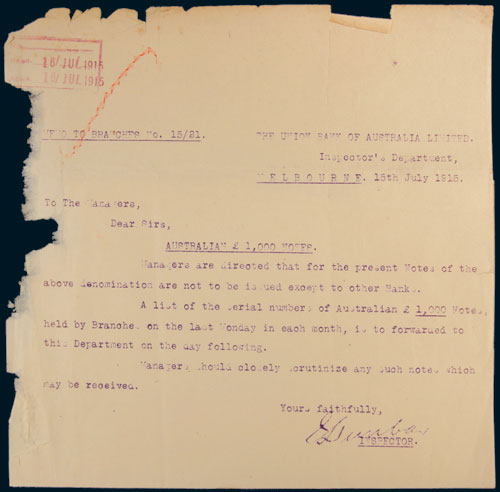 16 JUL 1915
16 JUL 1915
MEMO TO BRANCHES No. 15/21.
THE UNION BANK OF AUSTRALIA LIMITED.
Inspector's Department,
MELBOURNE. 15th July 1915.
To The Managers,
Dear Sirs,
AUSTRALIAN £ 1,000 NOTES.
Managers are directed that for the present Notes of the
above denomination are not to be issued except to other Banks.
A list of the serial numbers of Australian £ 1,000 Notes,
held by Branches on the last Monday in each month, is to forwarded to
this Department on the day following.
Managers should closely scrutinize any such notes which
may be received.
Yours faithfully,
INSPECTOR.